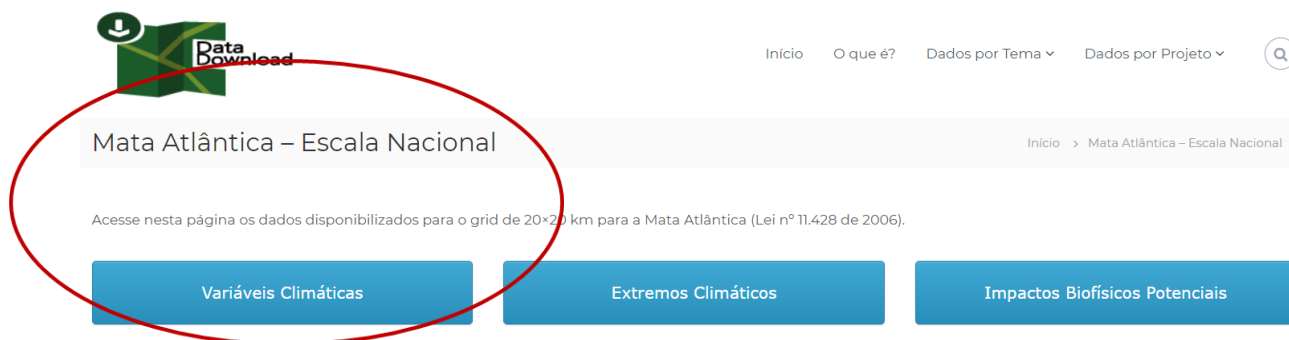 Data
Download
Início O que é? Dados por Tema Dados por Projeto
Mata Atlântica – Escala Nacional
Início > Mata Atlântica – Escala Nacional
Acesse nesta página os dados disponibilizados para o grid de 20×20 km para a Mata Atlântica (Lei nº 11.428 de 2006).
Variáveis Climáticas Extremos Climáticos Impactos Biofísicos Potenciais